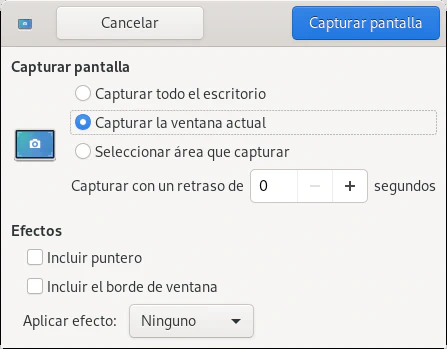 Cancelar
Capturar pantalla
Capturar pantalla
Capturar todo el escritorio
Capturar la ventana actual
Seleccionar área que capturar
Capturar con un retraso de 0 − + segundos
Efectos
Incluir puntero
Incluir el borde de ventana
Aplicar efecto: Ninguno